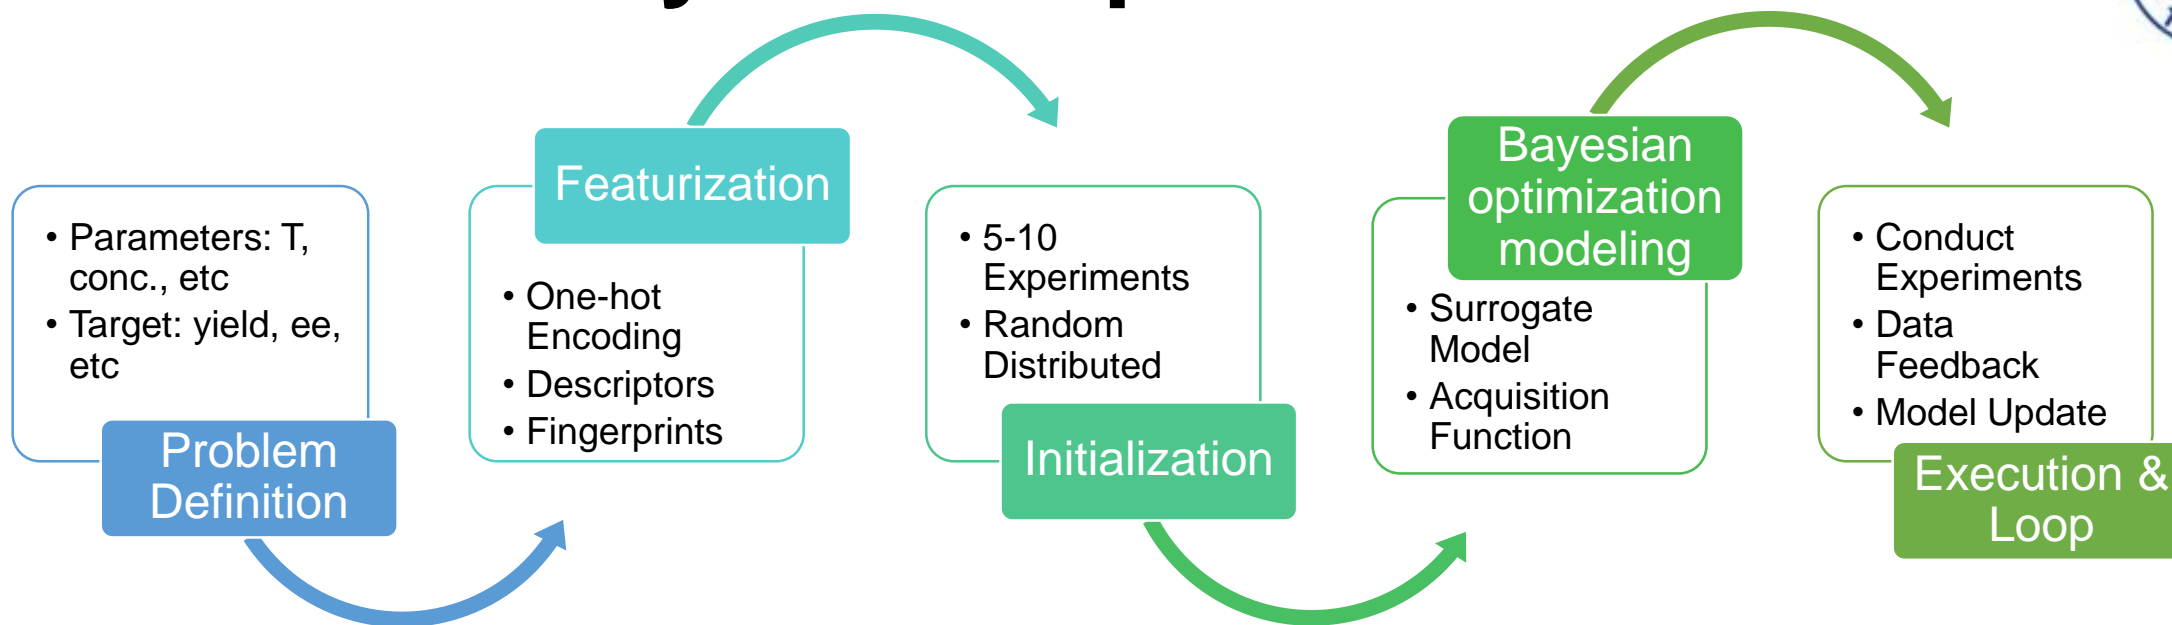 • Parameters: T,
conc., etc
• Target: yield, ee,
etc
Problem
Definition
Featurization
• One-hot
Encoding
• Descriptors
• Fingerprints
• 5-10
Experiments
• Random
Distributed
Initialization
Bayesian
optimization
modeling
• Surrogate
Model
• Acquisition
Function
• Conduct
Experiments
• Data
Feedback
• Model Update
Execution &
Loop